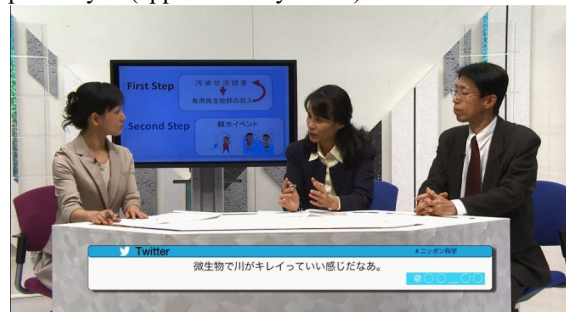 First Step
汚染状況調査
有用微生物群の投入
Second Step
親水イベント
Twitter
#ニッポン科学
微生物で川がキレイっていい感じだなあ。
@○○__○○